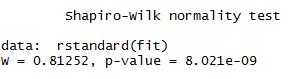 Shapiro-Wilk normality test
data:  rstandard(fit)
W = 0.81252, p-value = 8.021e-09